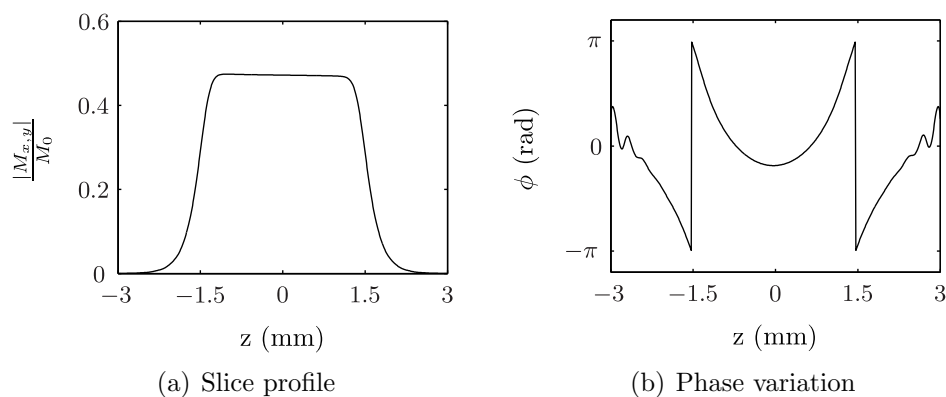 0.6
0.4
0.2
0
|M_{x,y}|
M_0
−3
−1.5
0
1.5
3
z (mm)
(a) Slice profile
π
0
−π
ϕ (rad)
−3
−1.5
0
1.5
3
z (mm)
(b) Phase variation